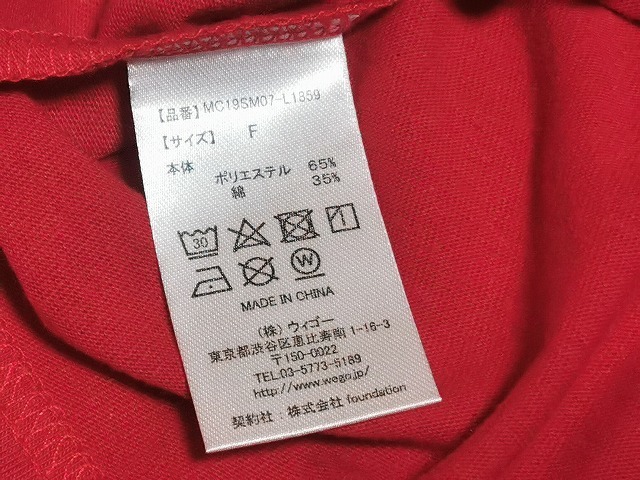 【品番】MC19SM07-L1359
【サイズ】 F
本体 ポリエステル 65%
綿 35%
30
W
MADE IN CHINA
(株) ウィゴー
東京都渋谷区恵比寿南1-16-3
〒150-0022
TEL.03-5773-5189
http://www.wego.jp/
契約社：株式会社 foundation